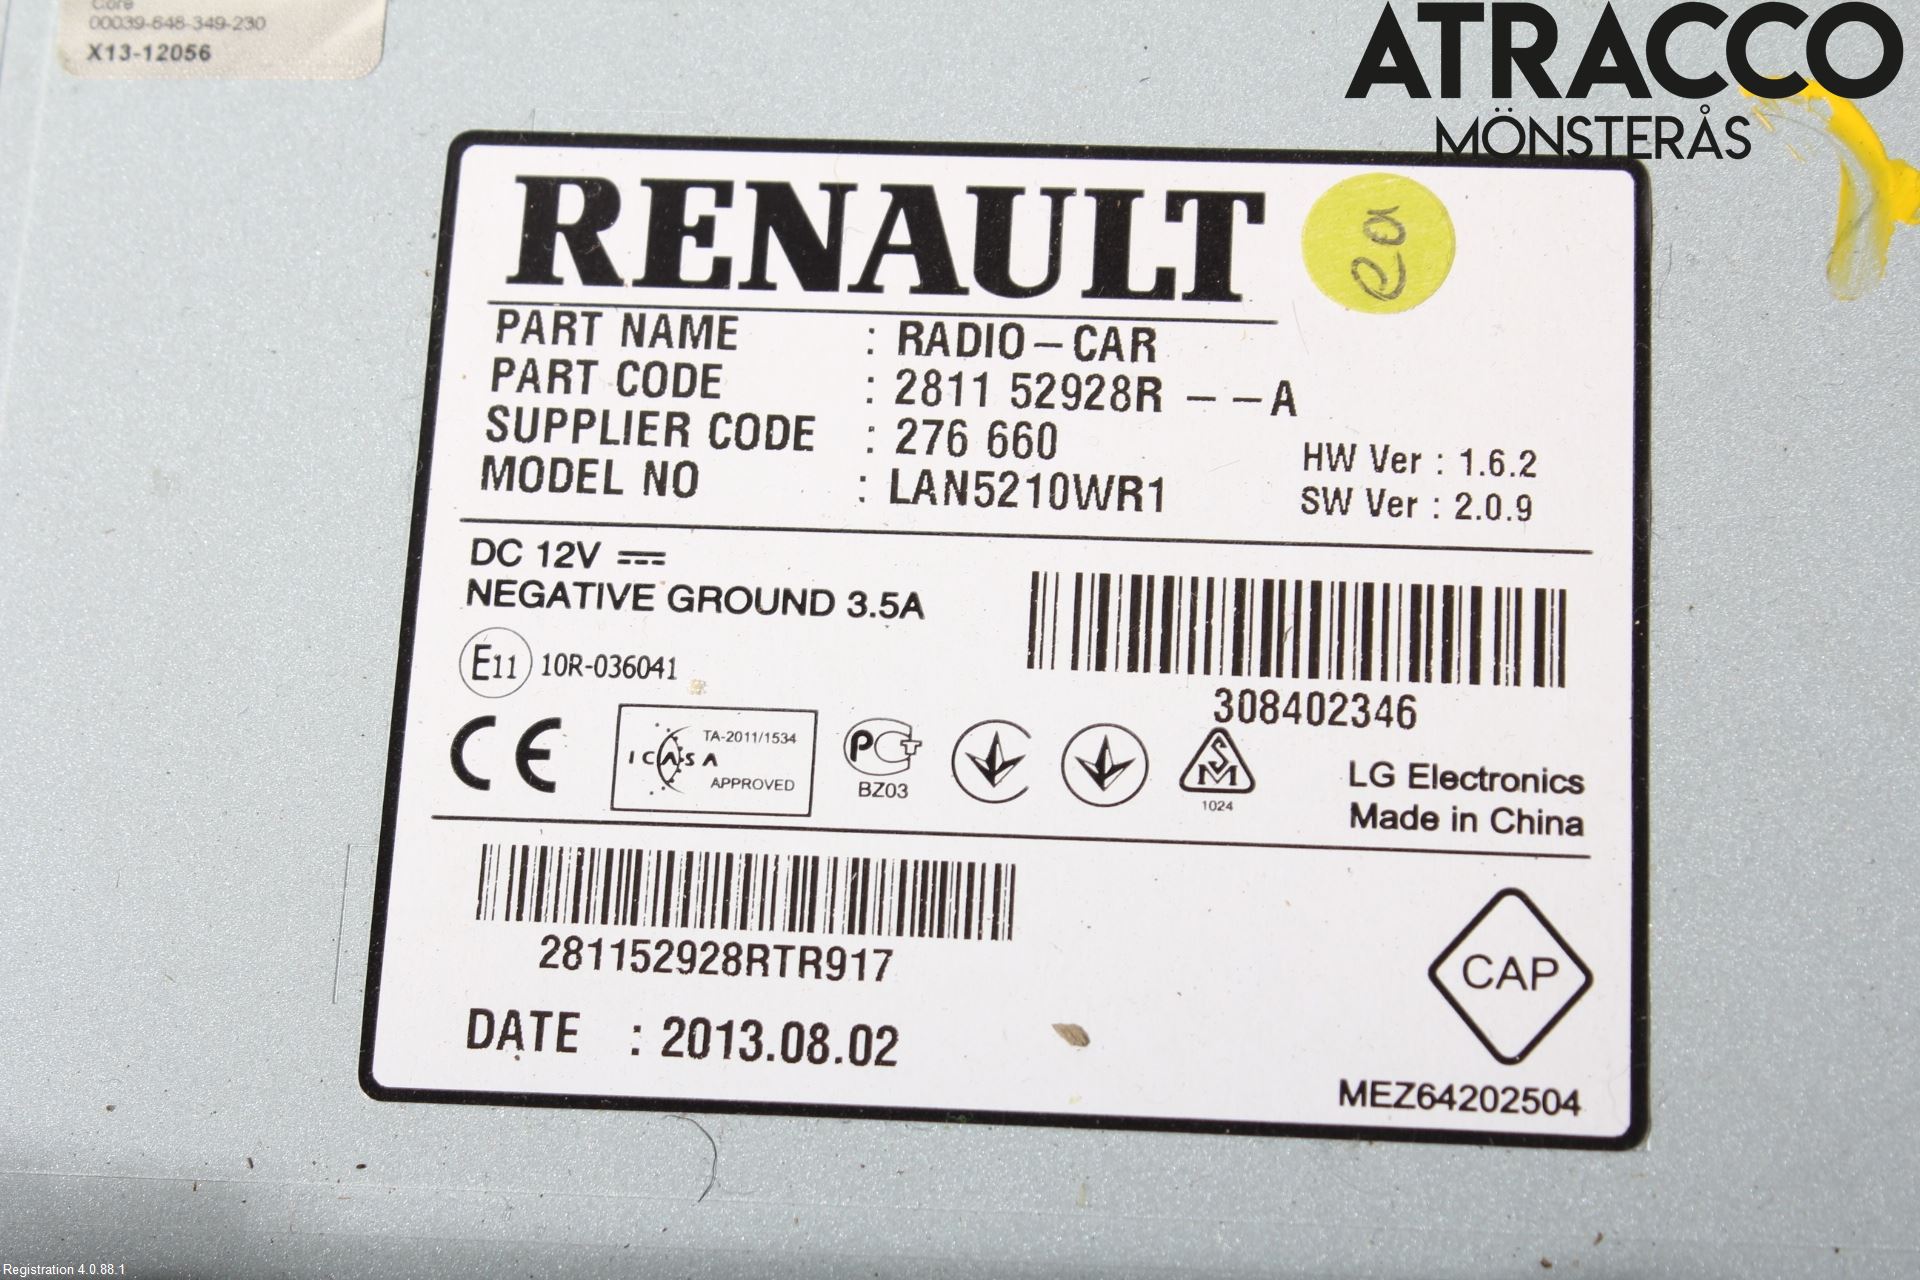 Core
00039-648-349-230
X13-12056
ATRACCO
MÖNSTERÅS
RENAULT
PART NAME : RADIO-CAR
PART CODE : 2811 52928R --A
SUPPLIER CODE : 276 660
MODEL NO : LAN5210WR1
HW Ver : 1.6.2
SW Ver : 2.0.9
DC 12V
NEGATIVE GROUND 3.5A
E11 10R-036041
308402346
CE
TA-2011/1534
ICASA
APPROVED
PCT
BZ03
SM
1024
LG Electronics
Made in China
281152928RTR917
DATE : 2013.08.02
CAP
MEZ64202504
Registration 4.0.88.1